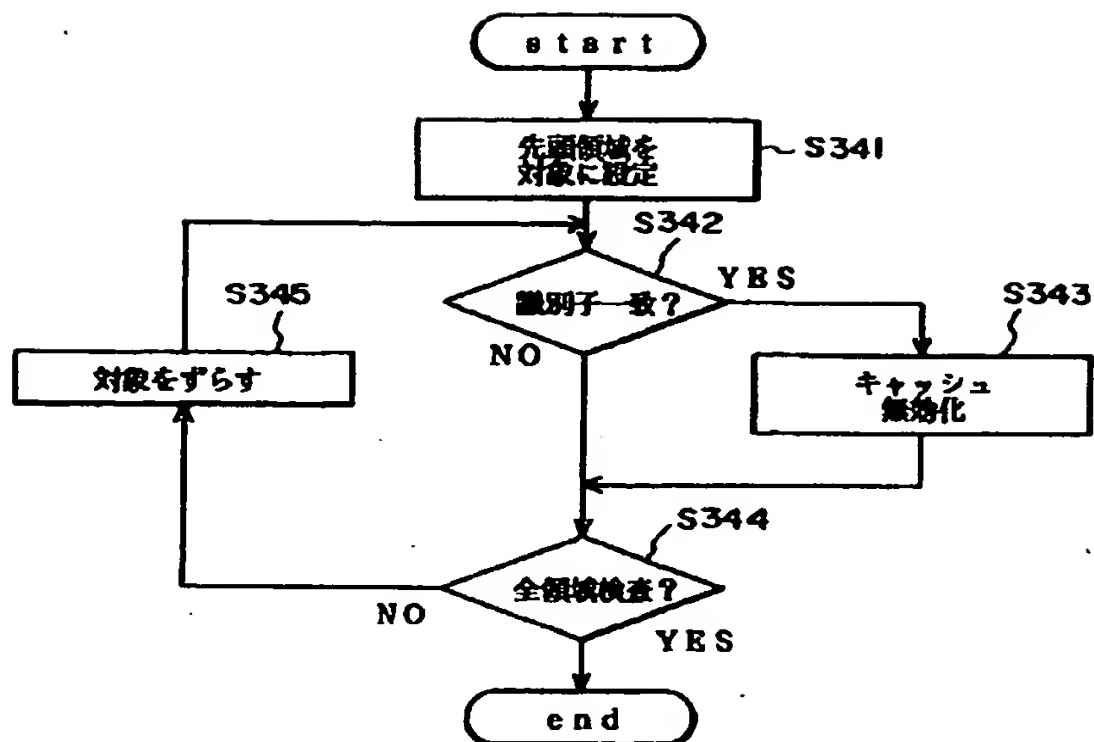 start
先頭領域を
対象に設定
S341
S342
識別子一致?
YES
NO
S343
キャッシュ
無効化
S345
対象をずらす
S344
全領域検査?
NO
YES
end